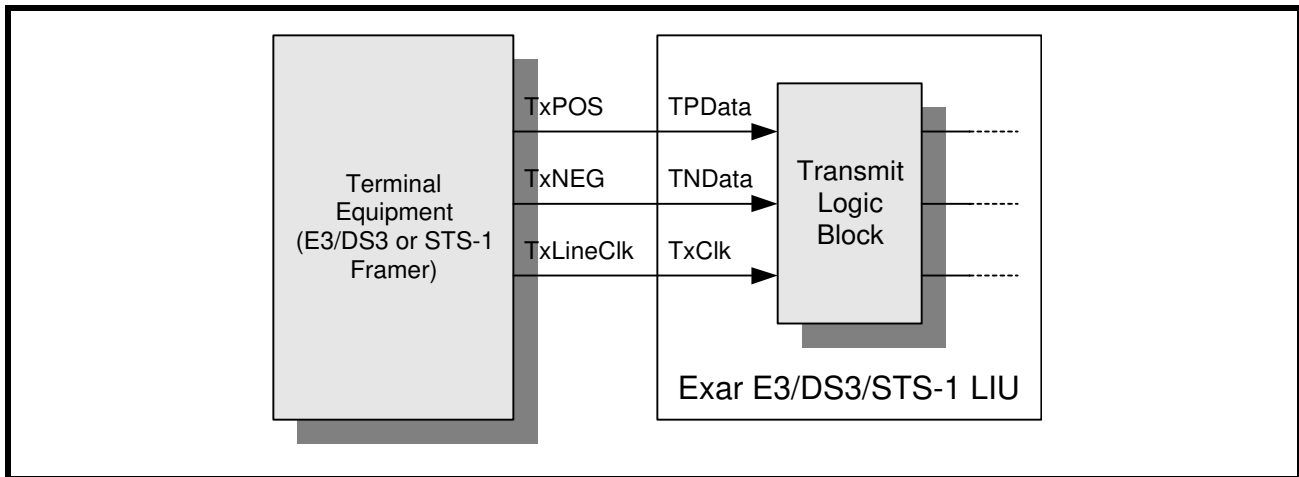 Terminal
Equipment
(E3/DS3 or STS-1
Framer)
TxPOS
TxNEG
TxLineClk
TPData
TNData
TxClk
Transmit
Logic
Block
Exar E3/DS3/STS-1 LIU